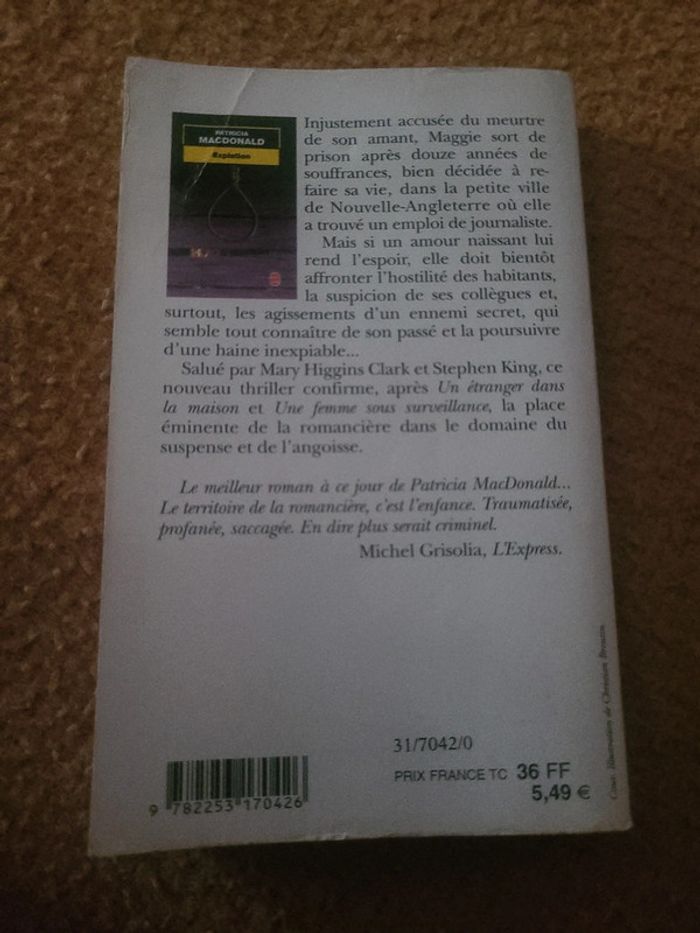 PATRICIA
MACDONALD
Expiation
Injustement accusée du meurtre
de son amant, Maggie sort de
prison après douze années de
souffrances, bien décidée à re-
faire sa vie, dans la petite ville
de Nouvelle-Angleterre où elle
a trouvé un emploi de journaliste.
Mais si un amour naissant lui
rend l'espoir, elle doit bientôt
affronter l'hostilité des habitants,
la suspicion de ses collègues et,
surtout, les agissements d'un ennemi secret, qui
semble tout connaître de son passé et la poursuivre
d'une haine inexpiable...
Salué par Mary Higgins Clark et Stephen King, ce
nouveau thriller confirme, après Un étranger dans
la maison et Une femme sous surveillance, la place
éminente de la romancière dans le domaine du
suspense et de l'angoisse.
Le meilleur roman à ce jour de Patricia MacDonald...
Le territoire de la romancière, c'est l'enfance. Traumatisée,
profanée, saccagée. En dire plus serait criminel.
Michel Grisolia, L'Express.
31/7042/0
PRIX FRANCE TC 36 FF
5,49 €
9 782253 170426
Illustration de Christian